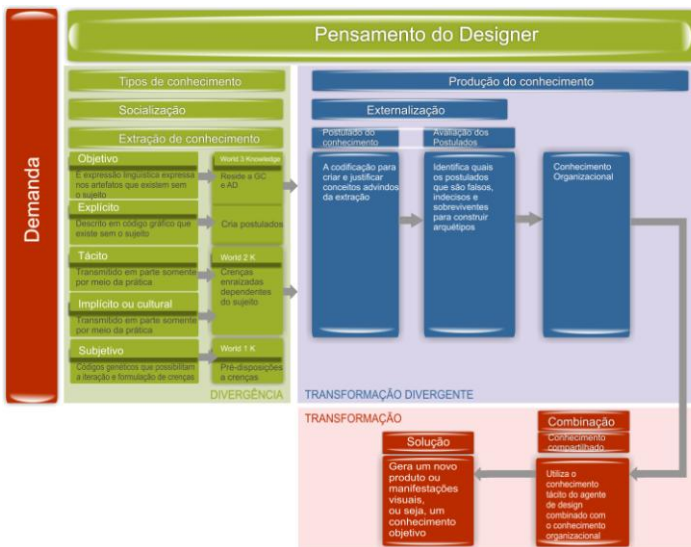 Demanda
Pensamento do Designer
Tipos de conhecimento
Socialização
Extração de conhecimento
Objetivo
É expressão linguística expressa
nos artefatos que existem sem
o sujeito
World 3 Knowledge
Reside a GC
e AD
Explícito
Descrito em código gráfico que
existe sem o sujeito
Cria postulados
Tácito
Transmitido em parte somente
por meio da prática
World 2 K
Crenças
enraizadas
dependentes
do sujeito
Implícito ou cultural
Transmitido em parte somente
por meio da prática
Subjetivo
Códigos genéticos que possibilitam
a iteração e formulação de crenças
World 1 K
Pré-disposições
a crenças
DIVERGÊNCIA
Produção do conhecimento
Externalização
Postulado do
conhecimento
A codificação para
criar e justificar
conceitos advindos
da extração
Avaliação dos
Postulados
Identifica quais
os postulados
que são falsos,
indecisos e
sobreviventes
para construir
arquétipos
Conhecimento
Organizacional
TRANSFORMAÇÃO DIVERGENTE
TRANSFORMAÇÃO
Combinação
Conhecimento
compartilhado
Utiliza o
conhecimento
tácito do agente
de design
combinado com
o conhecimento
organizacional
Solução
Gera um novo
produto ou
manifestações
visuais,
ou seja, um
conhecimento
objetivo